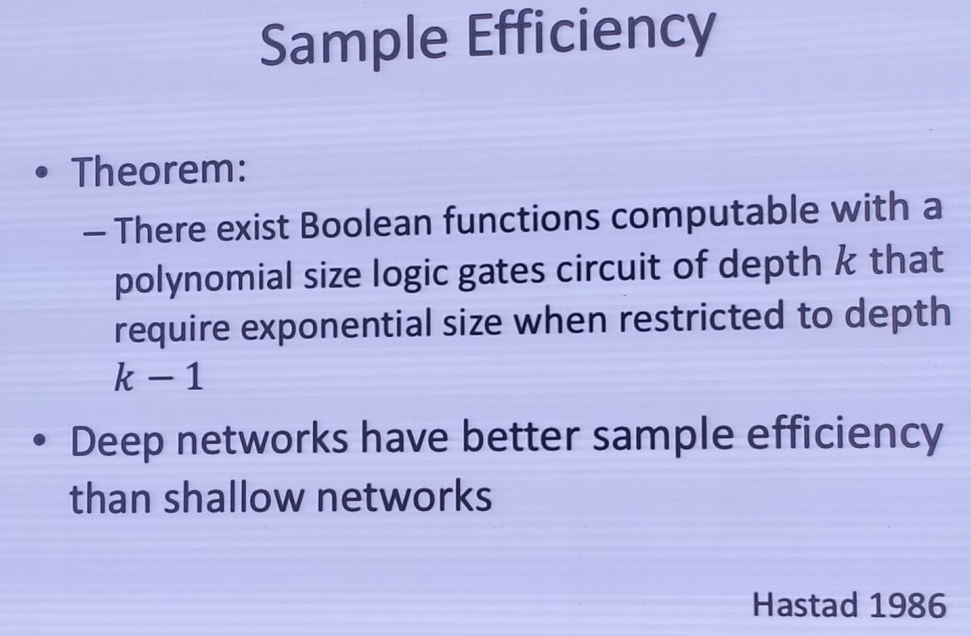 Sample Efficiency
• Theorem:
– There exist Boolean functions computable with a
polynomial size logic gates circuit of depth k that
require exponential size when restricted to depth
k − 1
• Deep networks have better sample efficiency
than shallow networks
Hastad 1986